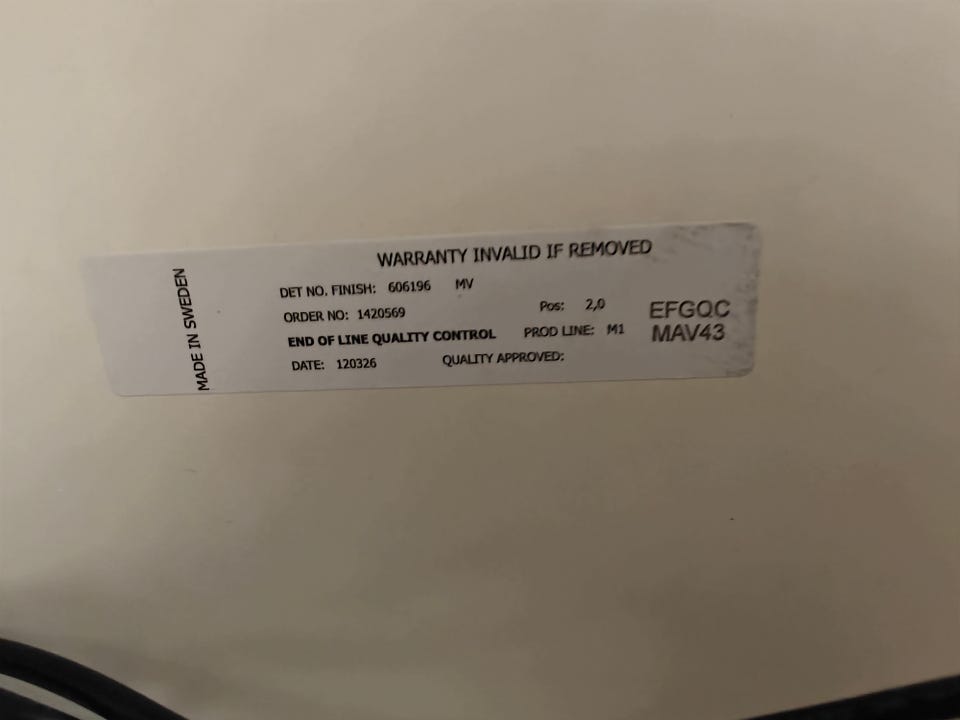 WARRANTY INVALID IF REMOVED
MADE IN SWEDEN
DET NO. FINISH: 606196 MV
ORDER NO: 1420569 Pos: 2,0
END OF LINE QUALITY CONTROL PROD LINE: M1
DATE: 120326 QUALITY APPROVED:
EFGQC
MAV43